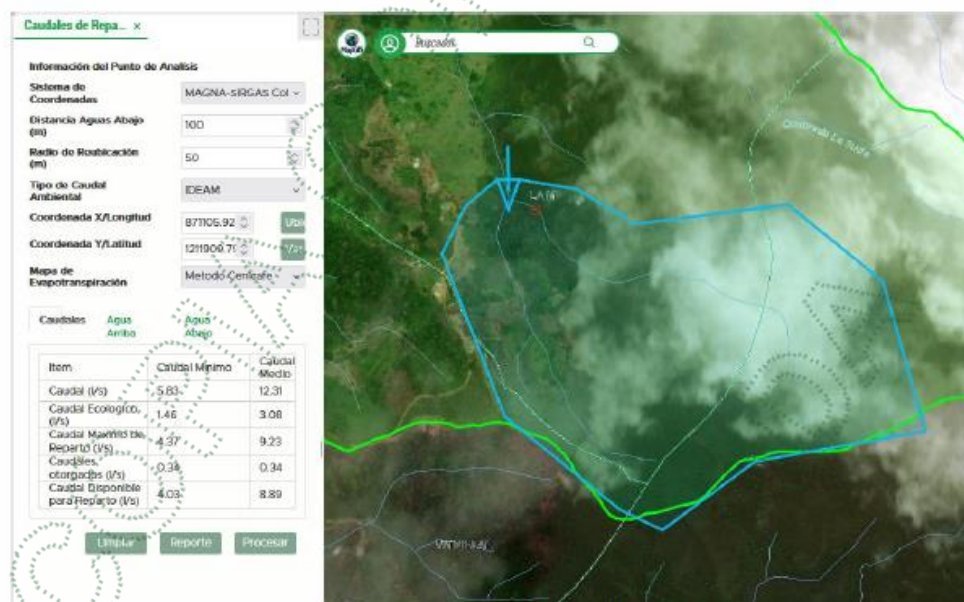 Caudales de Repa... ×
Buscador
Información del Punto de Analisis
Sistema de
Coordenadas
MAGNA-SIRGAS Col
Distancia Aguas Abajo
(m)
100
Radio de Reubicación
(m)
50
Tipo de Caudal
Ambiental
IDEAM
Coordenada X/Longitud
871105.92
Ubi
Coordenada Y/Latitud
1211909.79
Mapa de
Evapotranspiración
Metodo Cenicafe
Caudales
Agua
Arriba
Agua
Abajo
Item
Caudal Minimo
Caudal
Medio
Caudal (l/s)
5.83
12.31
Caudal Ecologico,
(l/s)
1.46
3.08
Caudal Maximo de
Reparto (l/s)
4.37
9.23
Caudales,
otorgados (l/s)
0.34
0.34
Caudal Disponible
para Reparto (l/s)
4.03
8.89
Limpiar
Reporte
Procesar